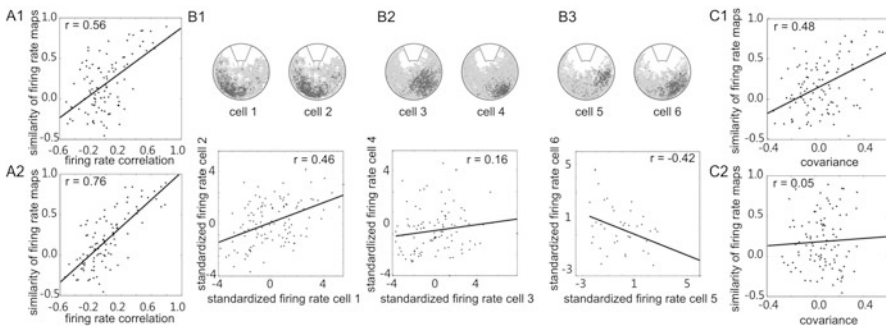 A1
similarity of firing rate maps
1.0
0.5
0.0
-0.5
r = 0.56
-0.6
-0.2
0.2
0.6
1.0
firing rate correlation
A2
similarity of firing rate maps
1.0
0.5
0.0
-0.5
r = 0.76
-0.6
-0.2
0.2
0.6
1.0
firing rate correlation
B1
cell 1
cell 2
standardized firing rate cell 2
4
0
-4
r = 0.46
-4
0
4
standardized firing rate cell 1
B2
cell 3
cell 4
standardized firing rate cell 4
4
0
-4
r = 0.16
-4
0
4
standardized firing rate cell 3
B3
cell 5
cell 6
standardized firing rate cell 6
5
1
-3
r = -0.42
-3
1
5
standardized firing rate cell 5
C1
similarity of firing rate maps
1.0
0.5
0.0
-0.5
r = 0.48
-0.4
0.0
0.4
covariance
C2
similarity of firing rate maps
1.0
0.5
0.0
-0.5
r = 0.05
-0.4
0.0
0.4
covariance